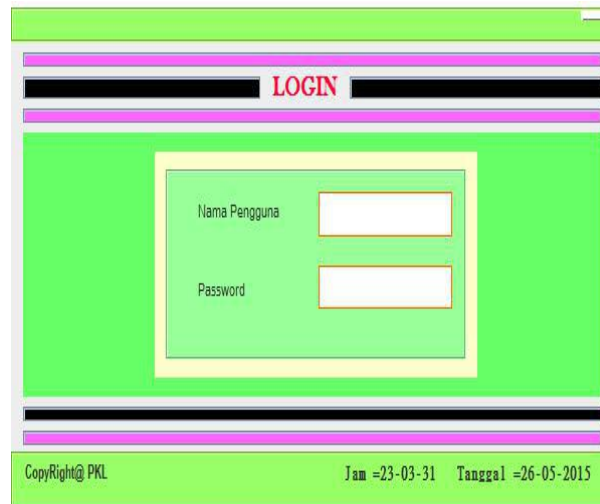 LOGIN
Nama Pengguna
Password
CopyRight@ PKL Jam =23-03-31 Tanggal =26-05-2015